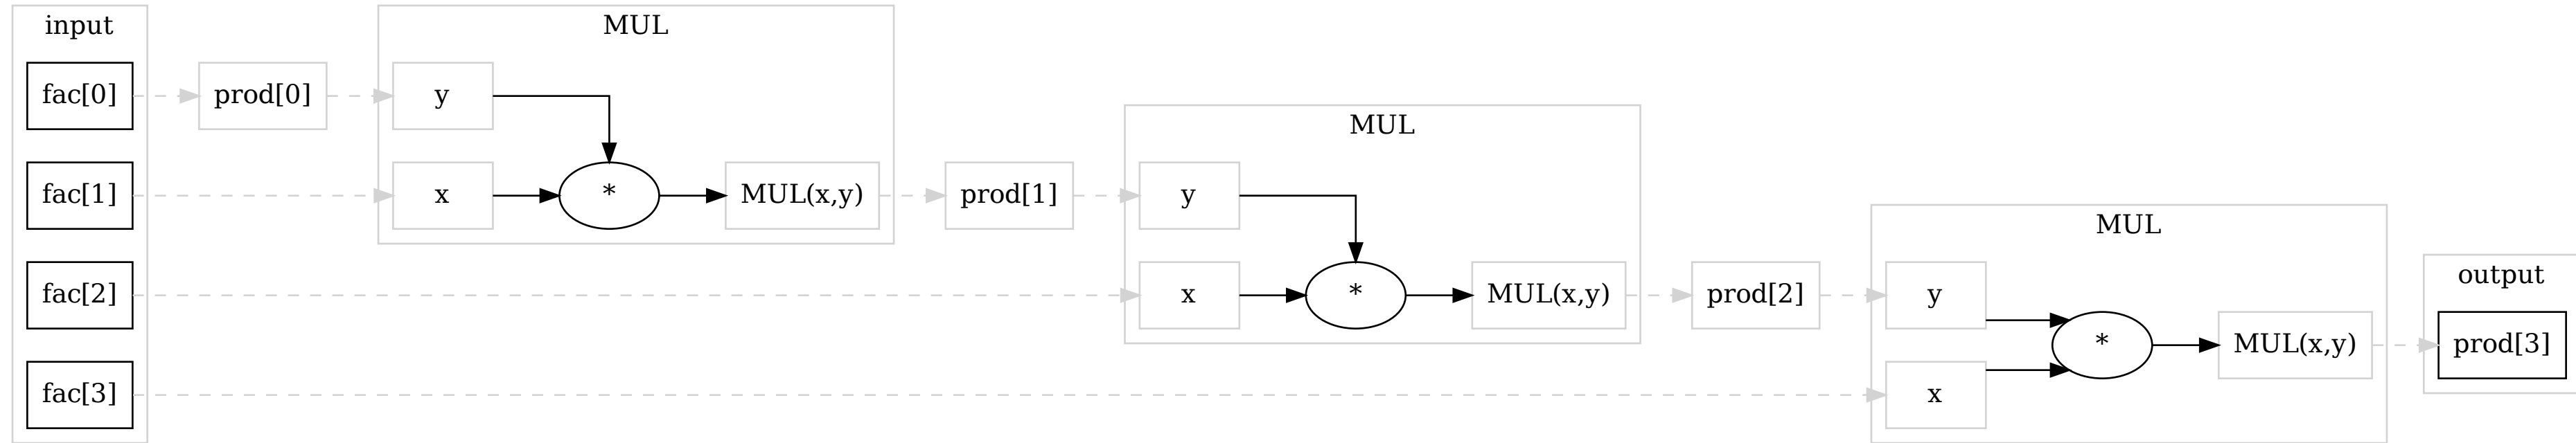 input
fac[0]
fac[1]
fac[2]
fac[3]
prod[0]
MUL
y
x
*
MUL(x,y)
prod[1]
MUL
y
x
*
MUL(x,y)
prod[2]
MUL
y
x
*
MUL(x,y)
output
prod[3]